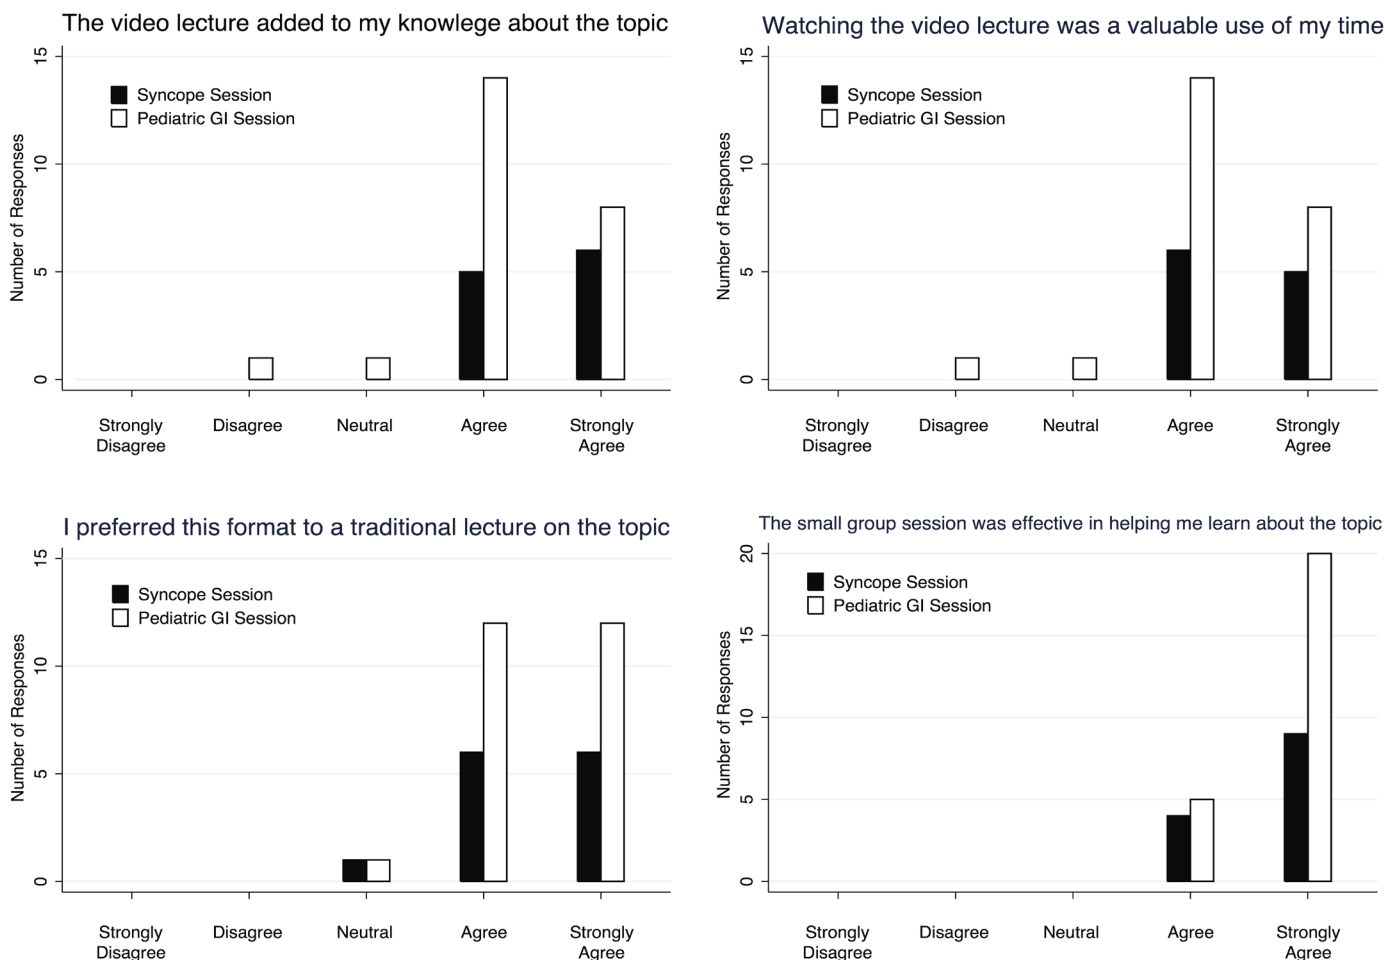 The video lecture added to my knowlege about the topic
15
10
5
0
Number of Responses
Syncope Session
Pediatric GI Session
Strongly
Disagree
Disagree
Neutral
Agree
Strongly
Agree
Watching the video lecture was a valuable use of my time
15
10
5
0
Number of Responses
Syncope Session
Pediatric GI Session
Strongly
Disagree
Disagree
Neutral
Agree
Strongly
Agree
I preferred this format to a traditional lecture on the topic
15
10
5
0
Number of Responses
Syncope Session
Pediatric GI Session
Strongly
Disagree
Disagree
Neutral
Agree
Strongly
Agree
The small group session was effective in helping me learn about the topic
20
15
10
5
0
Number of Responses
Syncope Session
Pediatric GI Session
Strongly
Disagree
Disagree
Neutral
Agree
Strongly
Agree